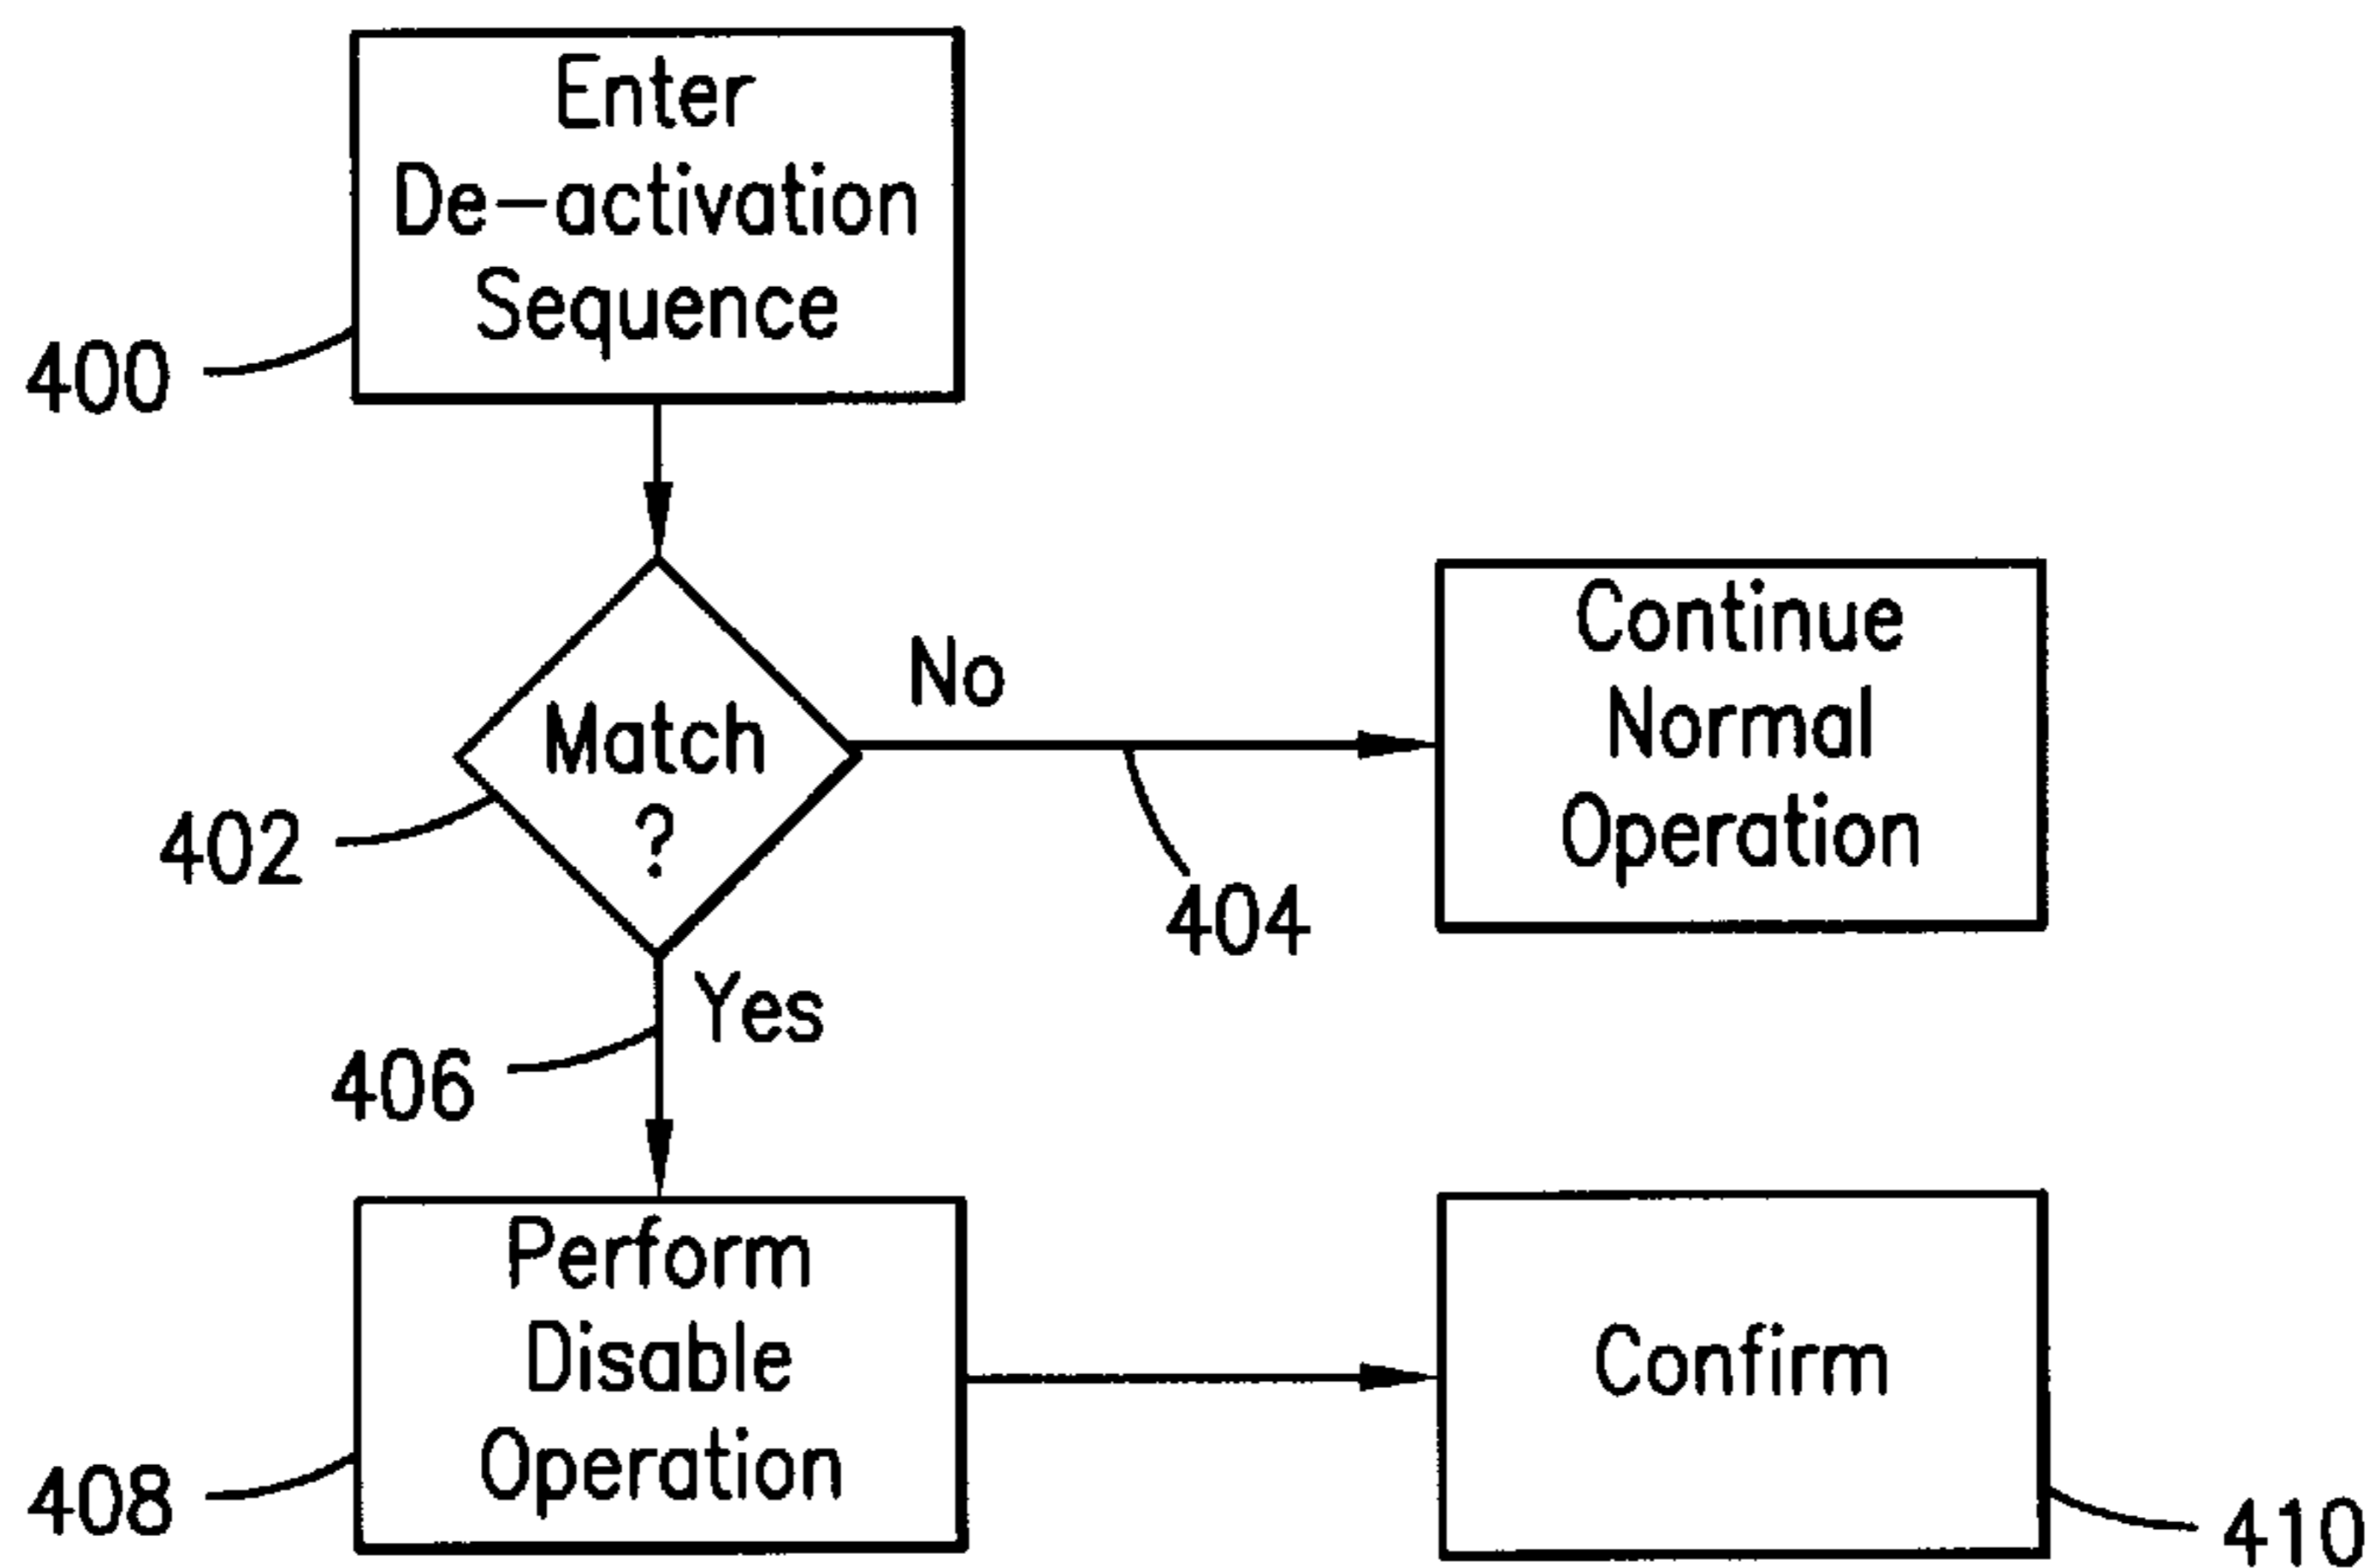 Enter
De-activation
Sequence
400
Match
?
402
No
404
Continue
Normal
Operation
Yes
406
Perform
Disable
Operation
408
Confirm
410